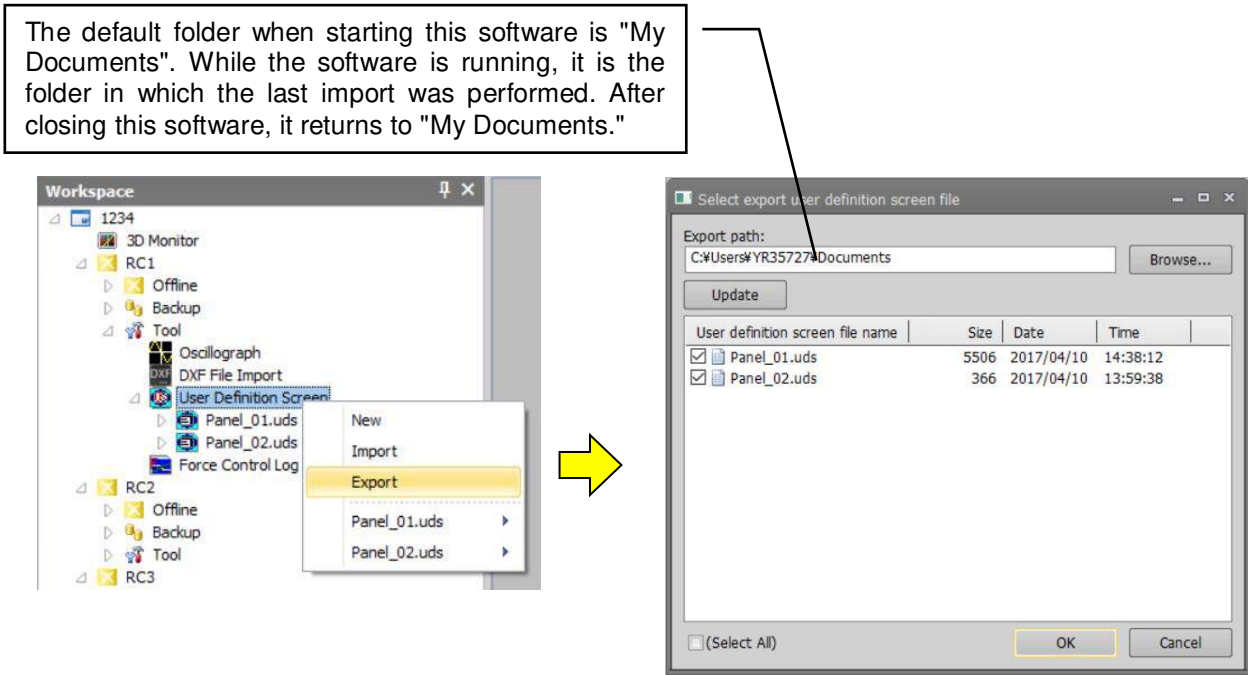 The default folder when starting this software is "My
Documents". While the software is running, it is the
folder in which the last import was performed. After
closing this software, it returns to "My Documents."
Workspace
1234
3D Monitor
RC1
Offline
Backup
Tool
Oscillograph
DXF File Import
User Definition Screen
Panel_01.uds
Panel_02.uds
Force Control Log
RC2
Offline
Backup
Tool
RC3
New
Import
Export
Panel_01.uds
Panel_02.uds
Select export user definition screen file
Export path:
C:¥Users¥YR35727¥Documents
Browse...
Update
User definition screen file name Size Date Time
Panel_01.uds 5506 2017/04/10 14:38:12
Panel_02.uds 366 2017/04/10 13:59:38
(Select All)
OK
Cancel